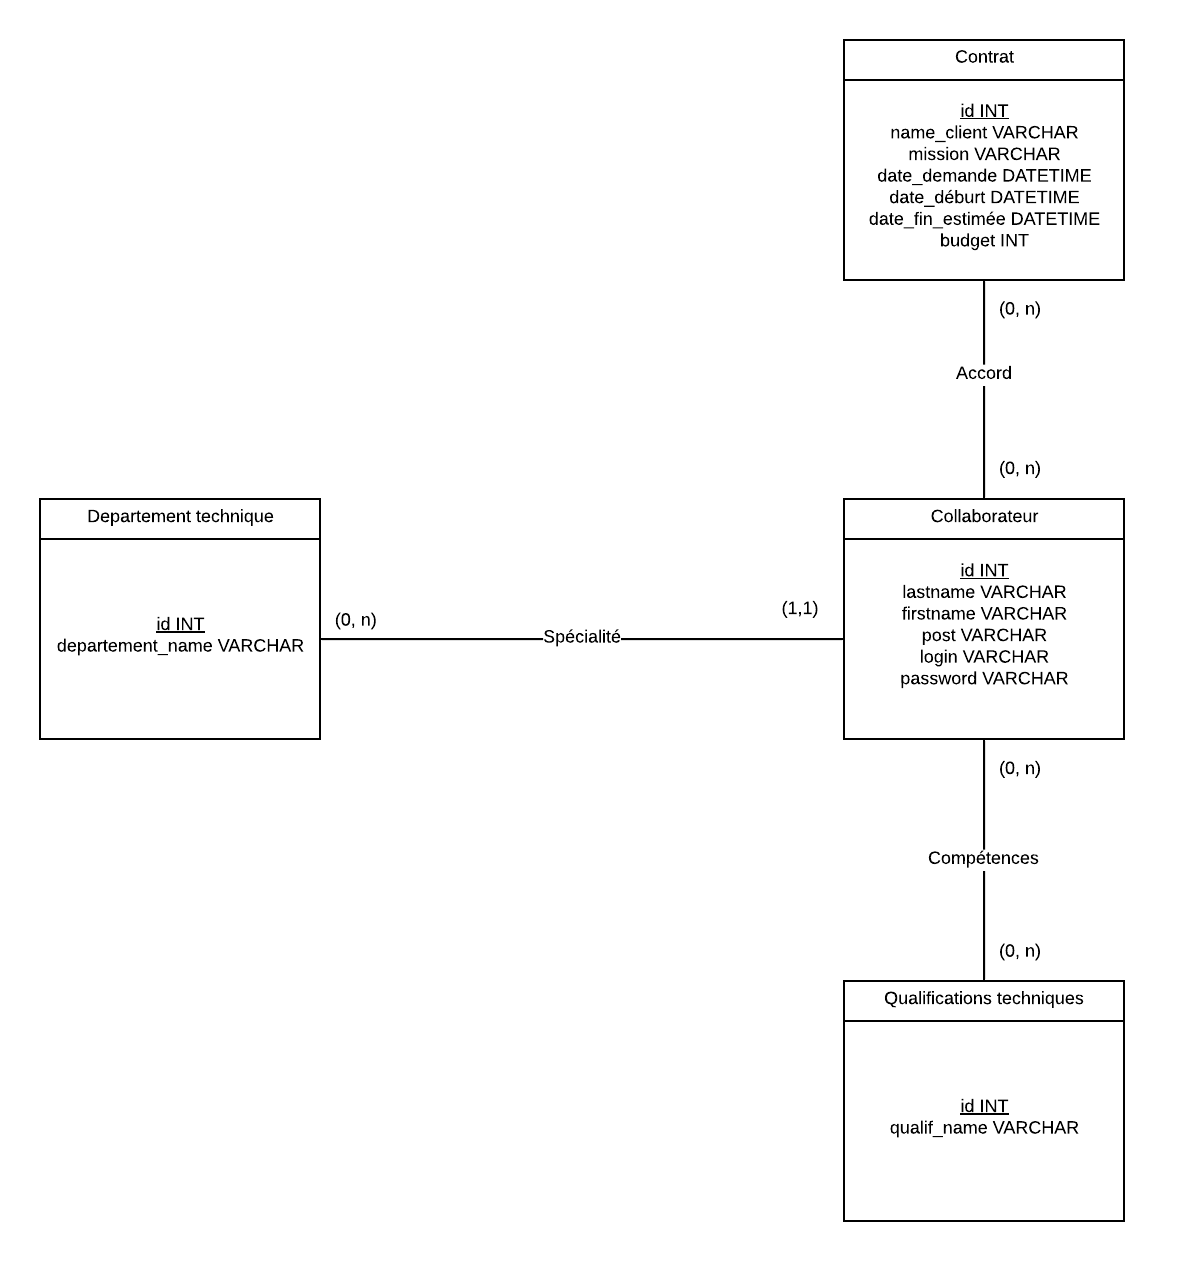 Contrat
id INT
name_client VARCHAR
mission VARCHAR
date_demande DATETIME
date_déburt DATETIME
date_fin_estimée DATETIME
budget INT
(0, n)
Accord
(0, n)
Departement technique
id INT
departement_name VARCHAR
(0, n)
Spécialité
(1,1)
Collaborateur
id INT
lastname VARCHAR
firstname VARCHAR
post VARCHAR
login VARCHAR
password VARCHAR
(0, n)
Compétences
(0, n)
Qualifications techniques
id INT
qualif_name VARCHAR